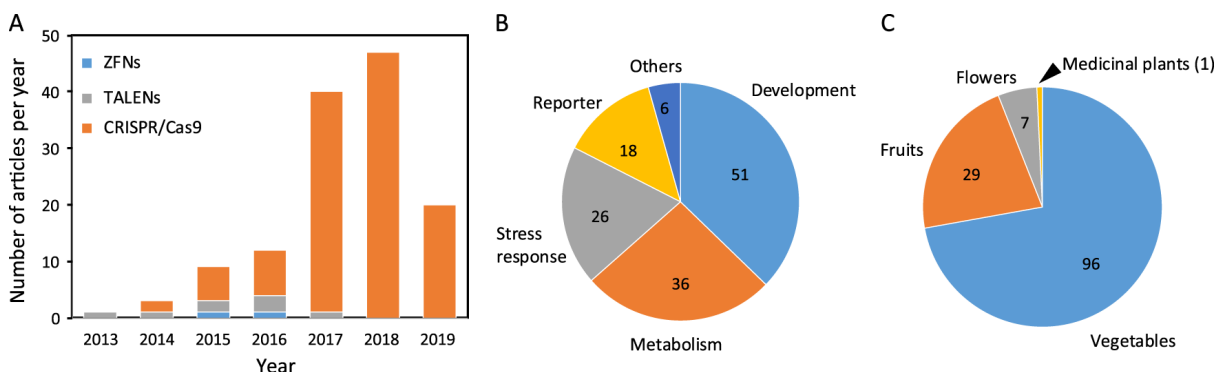 A
Number of articles per year
50
40
30
20
10
0
ZFNs
TALENs
CRISPR/Cas9
2013 2014 2015 2016 2017 2018 2019
Year
B
Others
Development
Reporter
6
18
51
26
Stress
response
36
Metabolism
C
Medicinal plants (1)
Flowers
7
Fruits
29
96
Vegetables